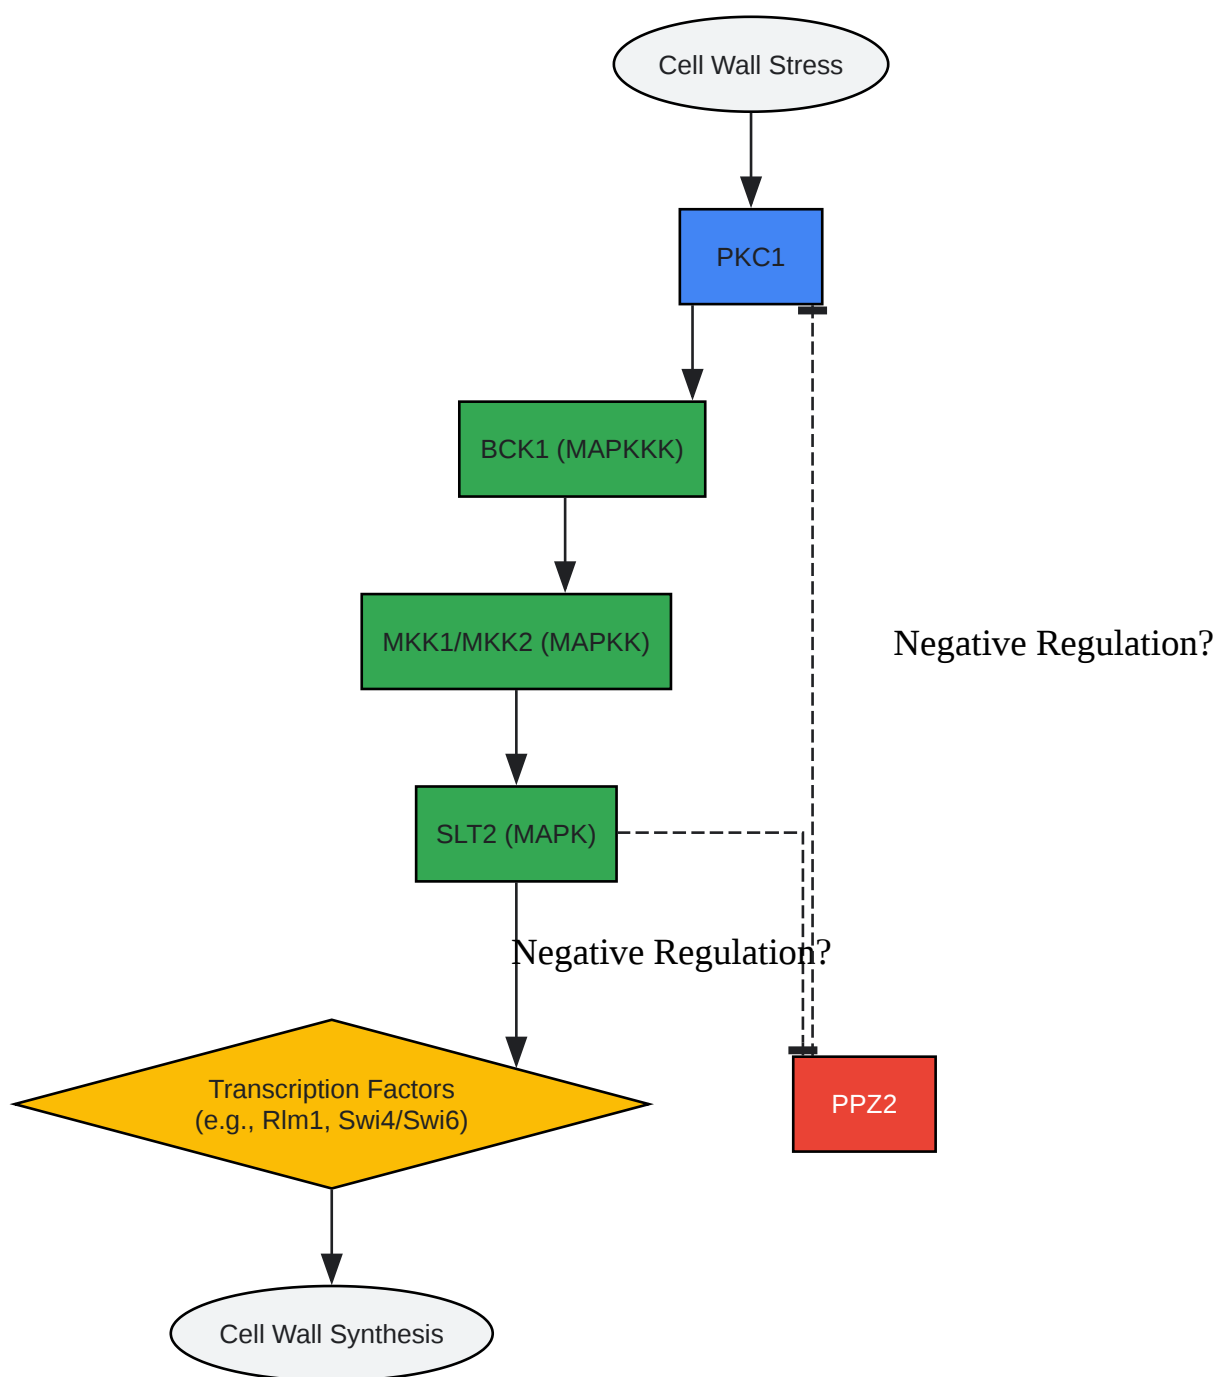 Cell Wall Stress
PKC1
BCK1 (MAPKKK)
MKK1/MKK2 (MAPKK)
Negative Regulation?
SLT2 (MAPK)
Negative Regulation?
Transcription Factors
(e.g., Rlm1, Swi4/Swi6)
PPZ2
Cell Wall Synthesis